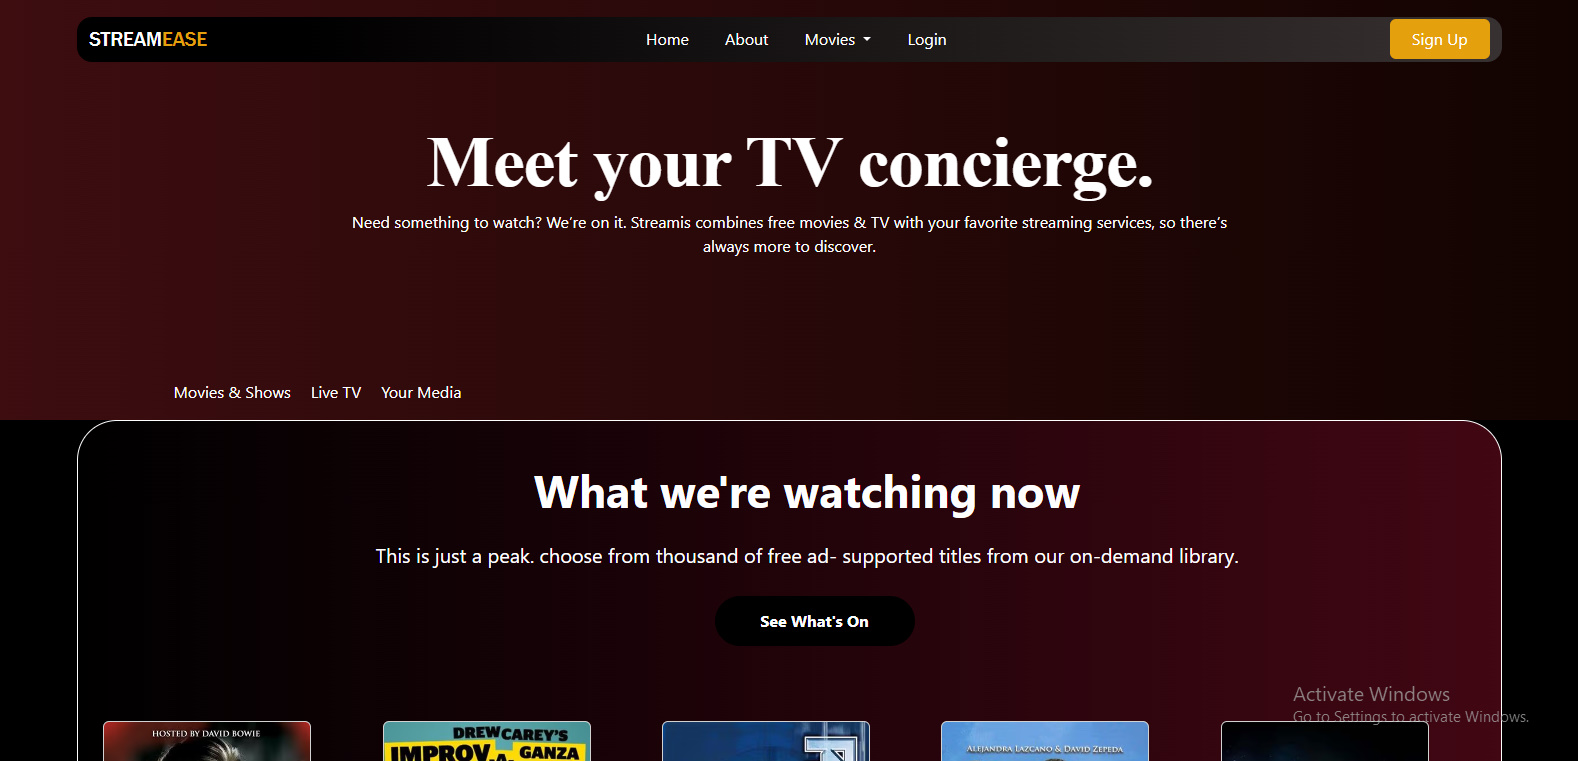 STREAMEASE
Home About Movies Login
Sign Up
Meet your TV concierge.
Need something to watch? We’re on it. Streamis combines free movies & TV with your favorite streaming services, so there’s
always more to discover.
Movies & Shows Live TV Your Media
What we're watching now
This is just a peak. choose from thousand of free ad- supported titles from our on-demand library.
See What's On
Activate Windows
Go to Settings to activate Windows.
HOSTED BY DAVID BOWIE
DREW CAREY'S
IMPROV.A. GANZA
ALEJANDRA LAZCANO & DAVID ZEPEDA